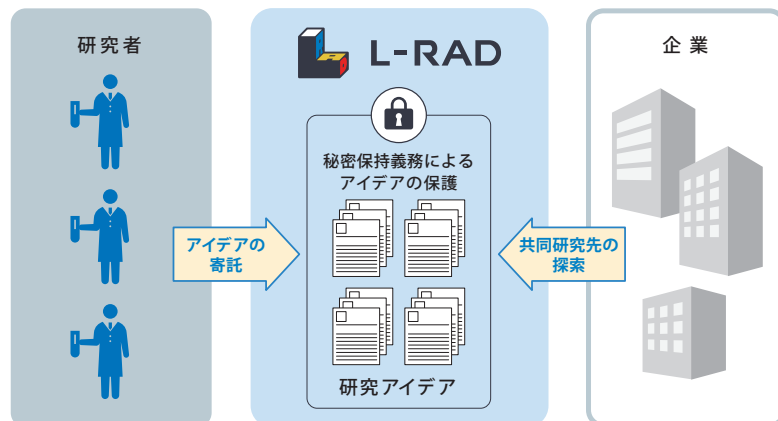 研究者
L-RAD
企業
秘密保持義務による
アイデアの保護
アイデアの
寄託
共同研究先の
探索
研究アイデア